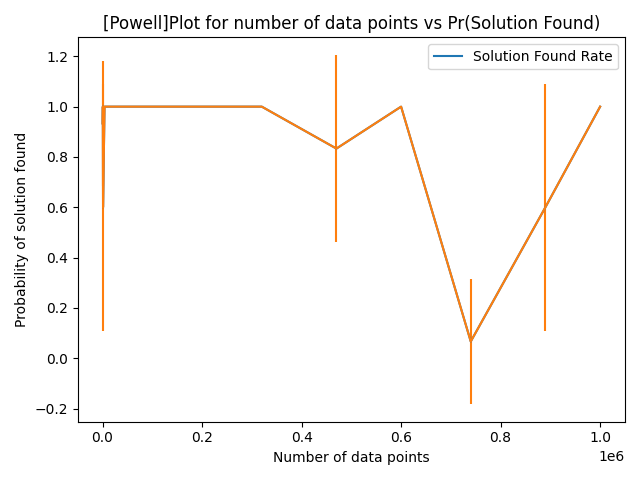 [Powell]Plot for number of data points vs Pr(Solution Found)
Solution Found Rate
Probability of solution found
1.2
1.0
0.8
0.6
0.4
0.2
0.0
−0.2
0.0 0.2 0.4 0.6 0.8 1.0
1e6
Number of data points